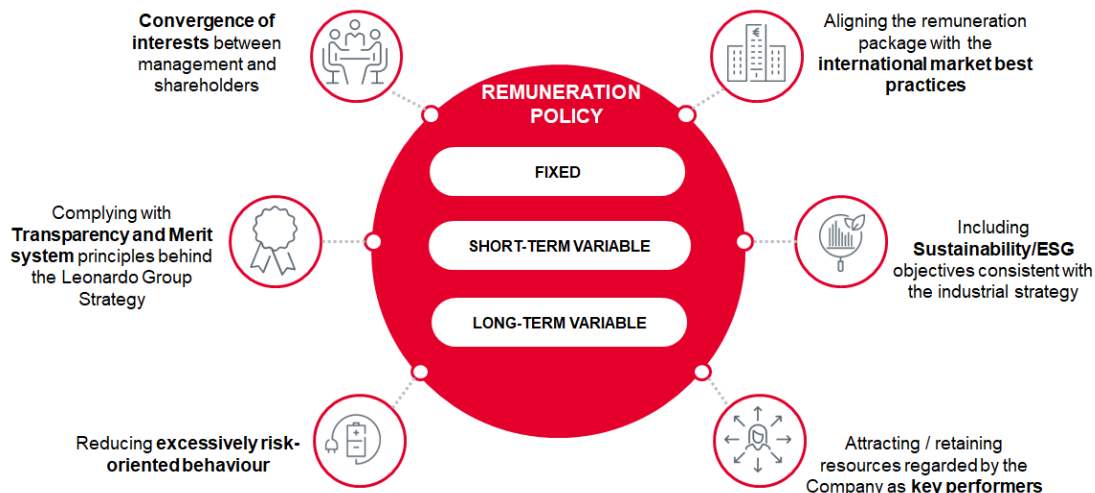 Convergence of
interests between
management and
shareholders
Aligning the remuneration
package with the
international market best
practices
€
REMUNERATION
POLICY
FIXED
SHORT-TERM VARIABLE
LONG-TERM VARIABLE
Complying with
Transparency and Merit
system principles behind
the Leonardo Group
Strategy
Including
Sustainability/ESG
objectives consistent with
the industrial strategy
Reducing excessively risk-
oriented behaviour
Attracting / retaining
resources regarded by the
Company as key performers